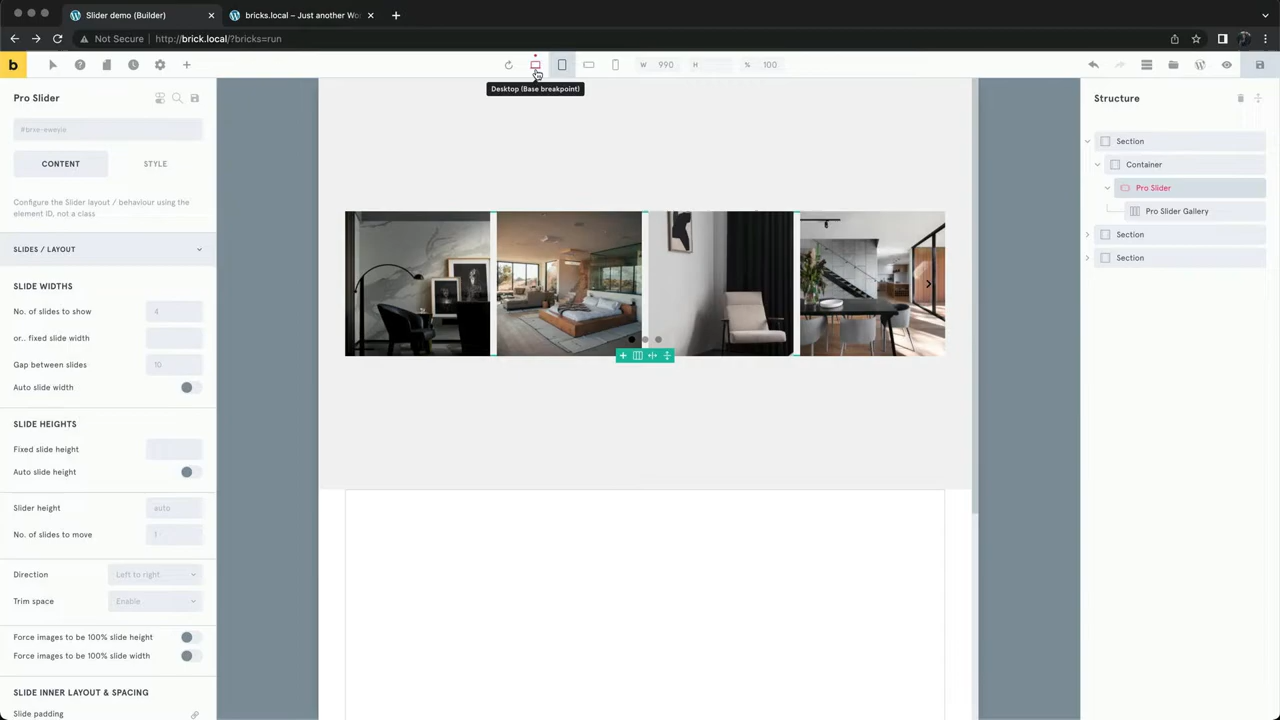 Slider demo (Builder)
bricks.local – Just another Wo
Not Secure
http://brick.local/?bricks=run
b
W 990 H % 100
Desktop (Base breakpoint)
Pro Slider
#brxe-eweyie
CONTENT
STYLE
Configure the Slider layout / behaviour using the
element ID, not a class
SLIDES / LAYOUT
SLIDE WIDTHS
No. of slides to show 4
or.. fixed slide width
Gap between slides 10
Auto slide width
SLIDE HEIGHTS
Fixed slide height
Auto slide height
Slider height auto
No. of slides to move 1
Direction Left to right
Trim space Enable
Force images to be 100% slide height
Force images to be 100% slide width
SLIDE INNER LAYOUT & SPACING
Slide padding
Structure
Section
Container
Pro Slider
Pro Slider Gallery
Section
Section